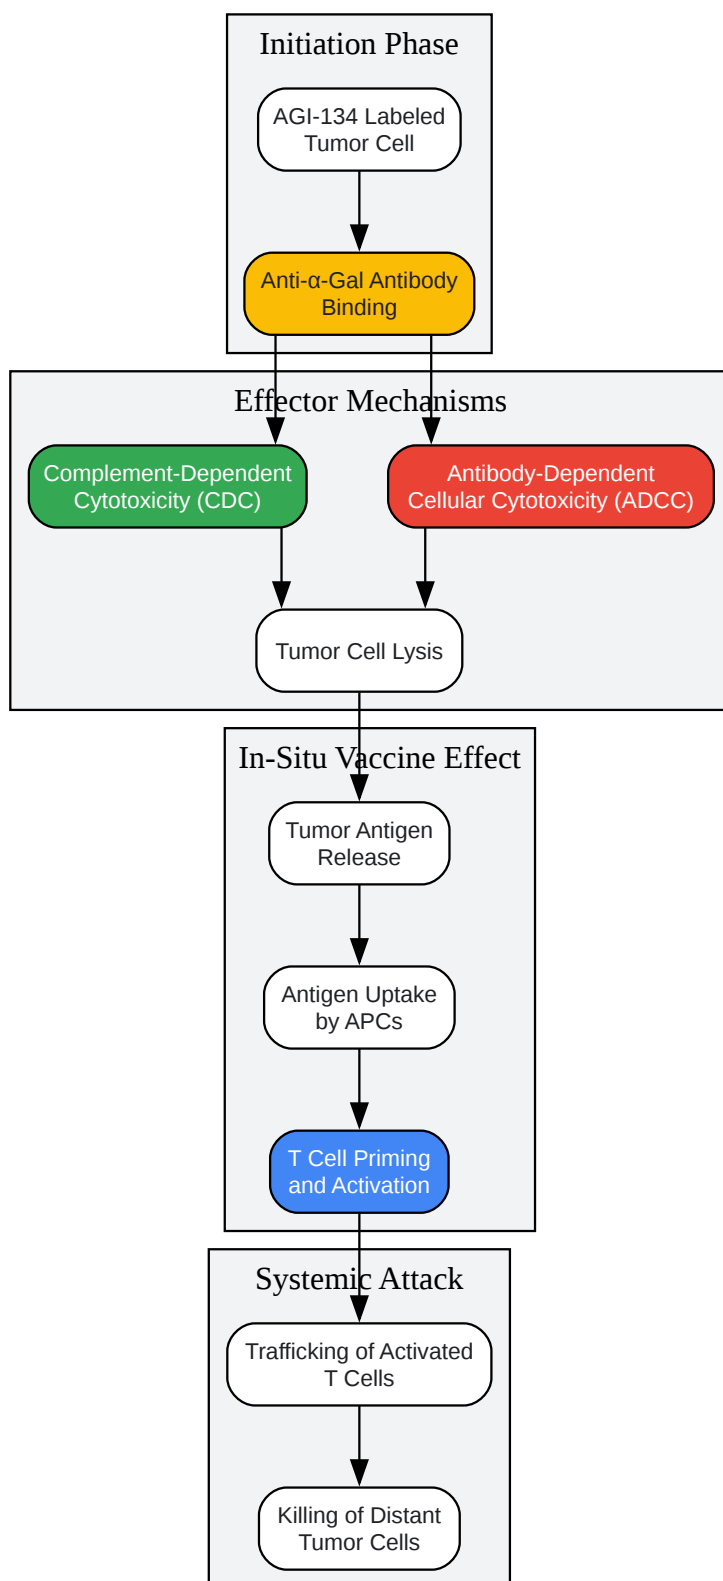 Initiation Phase
AGI-134 Labeled
Tumor Cell
Anti-α-Gal Antibody
Binding
Effector Mechanisms
Complement-Dependent
Cytotoxicity (CDC)
Antibody-Dependent
Cellular Cytotoxicity (ADCC)
Tumor Cell Lysis
In-Situ Vaccine Effect
Tumor Antigen
Release
Antigen Uptake
by APCs
T Cell Priming
and Activation
Systemic Attack
Trafficking of Activated
T Cells
Killing of Distant
Tumor Cells